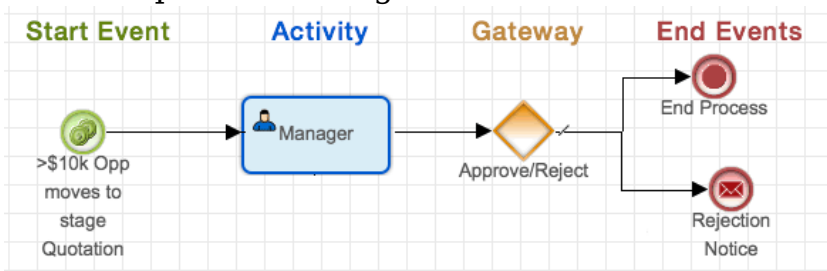 Start Event
Activity
Gateway
End Events
>$10k Opp
moves to
stage
Quotation
Manager
Approve/Reject
End Process
Rejection
Notice